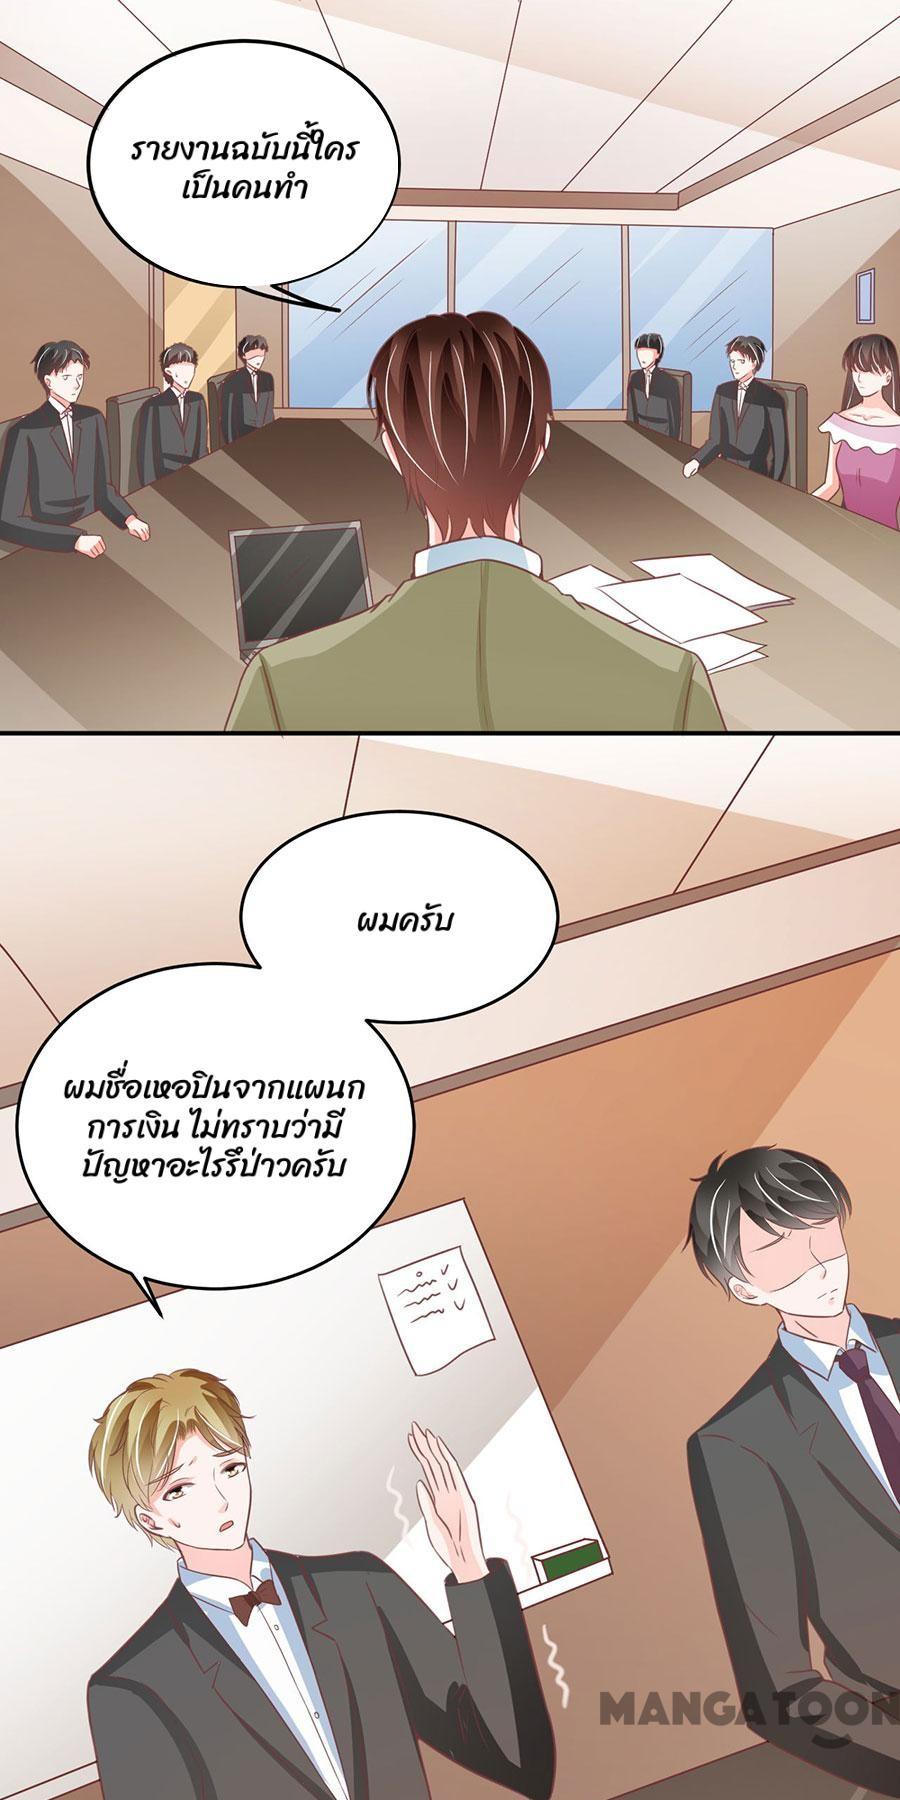 รายงานฉบับนี้ใคร
เป็นคนทำ
ผมครับ
ผมชื่อเหอปินจากแผนก
การเงิน ไม่ทราบว่ามี
ปัญหาอะไรรึป่าวครับ
MANGATOON